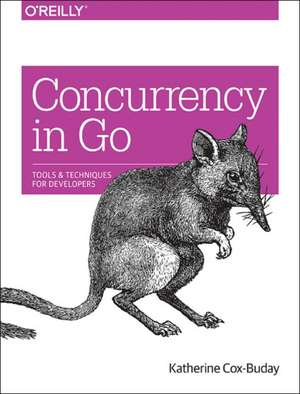 O'REILLY®
Concurrency
in Go
TOOLS & TECHNIQUES
FOR DEVELOPERS
Katherine Cox-Buday